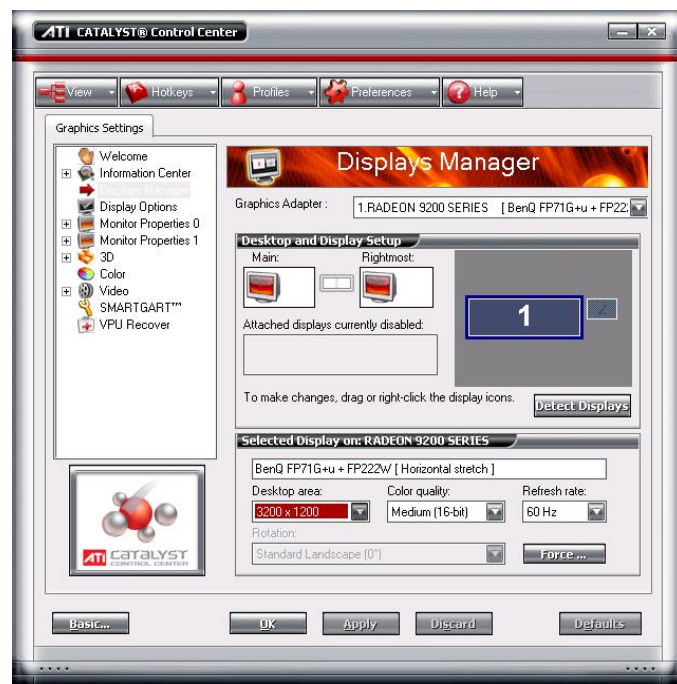 ATI CATALYST® Control Center
View Hotkeys Profiles Preferences Help
Graphics Settings
Welcome
Information Center
Displays Manager
Display Options
Monitor Properties 0
Monitor Properties 1
3D
Color
Video
SMARTGART™
VPU Recover
ATI CATALYST
CONTROL CENTER
Displays Manager
Graphics Adapter :
1.RADEON 9200 SERIES [ BenQ FP71G+u + FP22:
Desktop and Display Setup
Main: Rightmost:
1 2
Attached displays currently disabled:
To make changes, drag or right-click the display icons.
Detect Displays
Selected Display on: RADEON 9200 SERIES
BenQ FP71G+u + FP222W [ Horizontal stretch ]
Desktop area: Color quality: Refresh rate:
3200 x 1200 Medium (16-bit) 60 Hz
Rotation:
Standard Landscape (0°) Force ...
Basic... OK Apply Discard Defaults